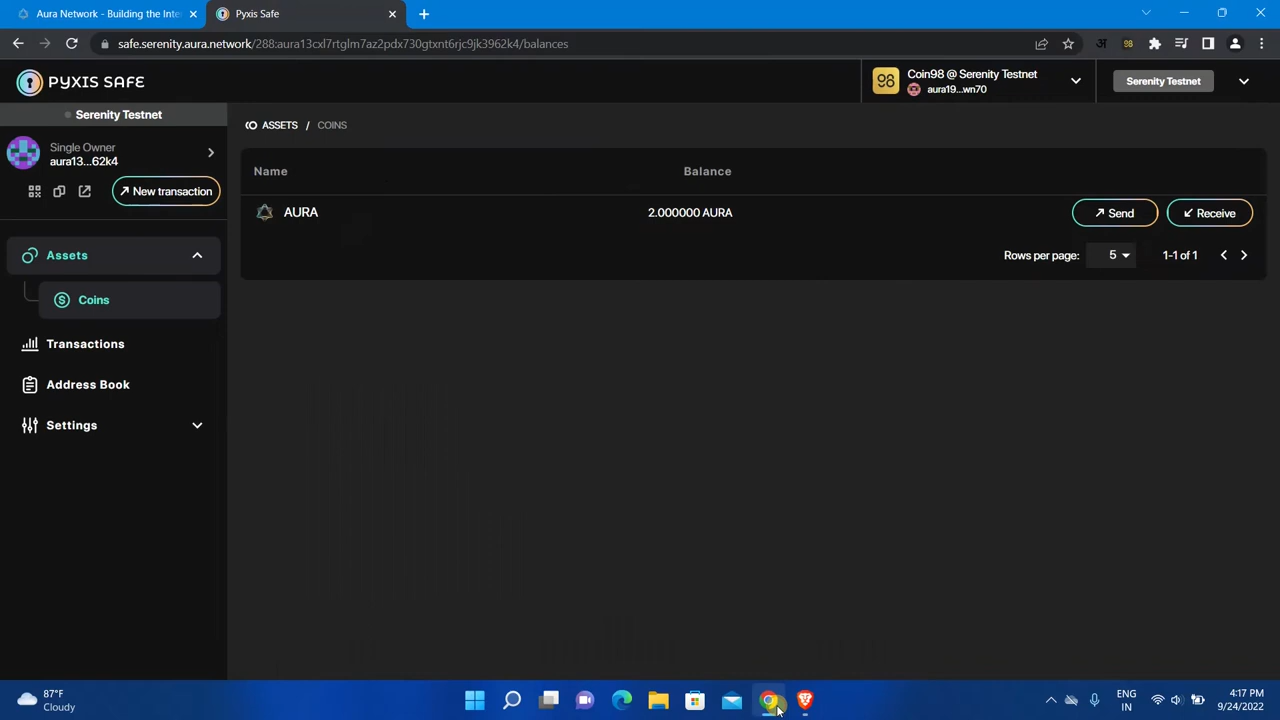 Aura Network - Building the Inte
Pyxis Safe
safe.serenity.aura.network/288:aura13cxl7rtglm7az2pdx730gtxnt6rjc9jk3962k4/balances
अ
98
PYXIS SAFE
98
Coin98 @ Serenity Testnet
aura19...wn70
Serenity Testnet
Serenity Testnet
Single Owner
aura13...62k4
New transaction
Assets
Coins
Transactions
Address Book
Settings
ASSETS / COINS
Name Balance
AURA 2.000000 AURA Send Receive
Rows per page: 5 1-1 of 1
87°F
Cloudy
ENG
IN
4:17 PM
9/24/2022